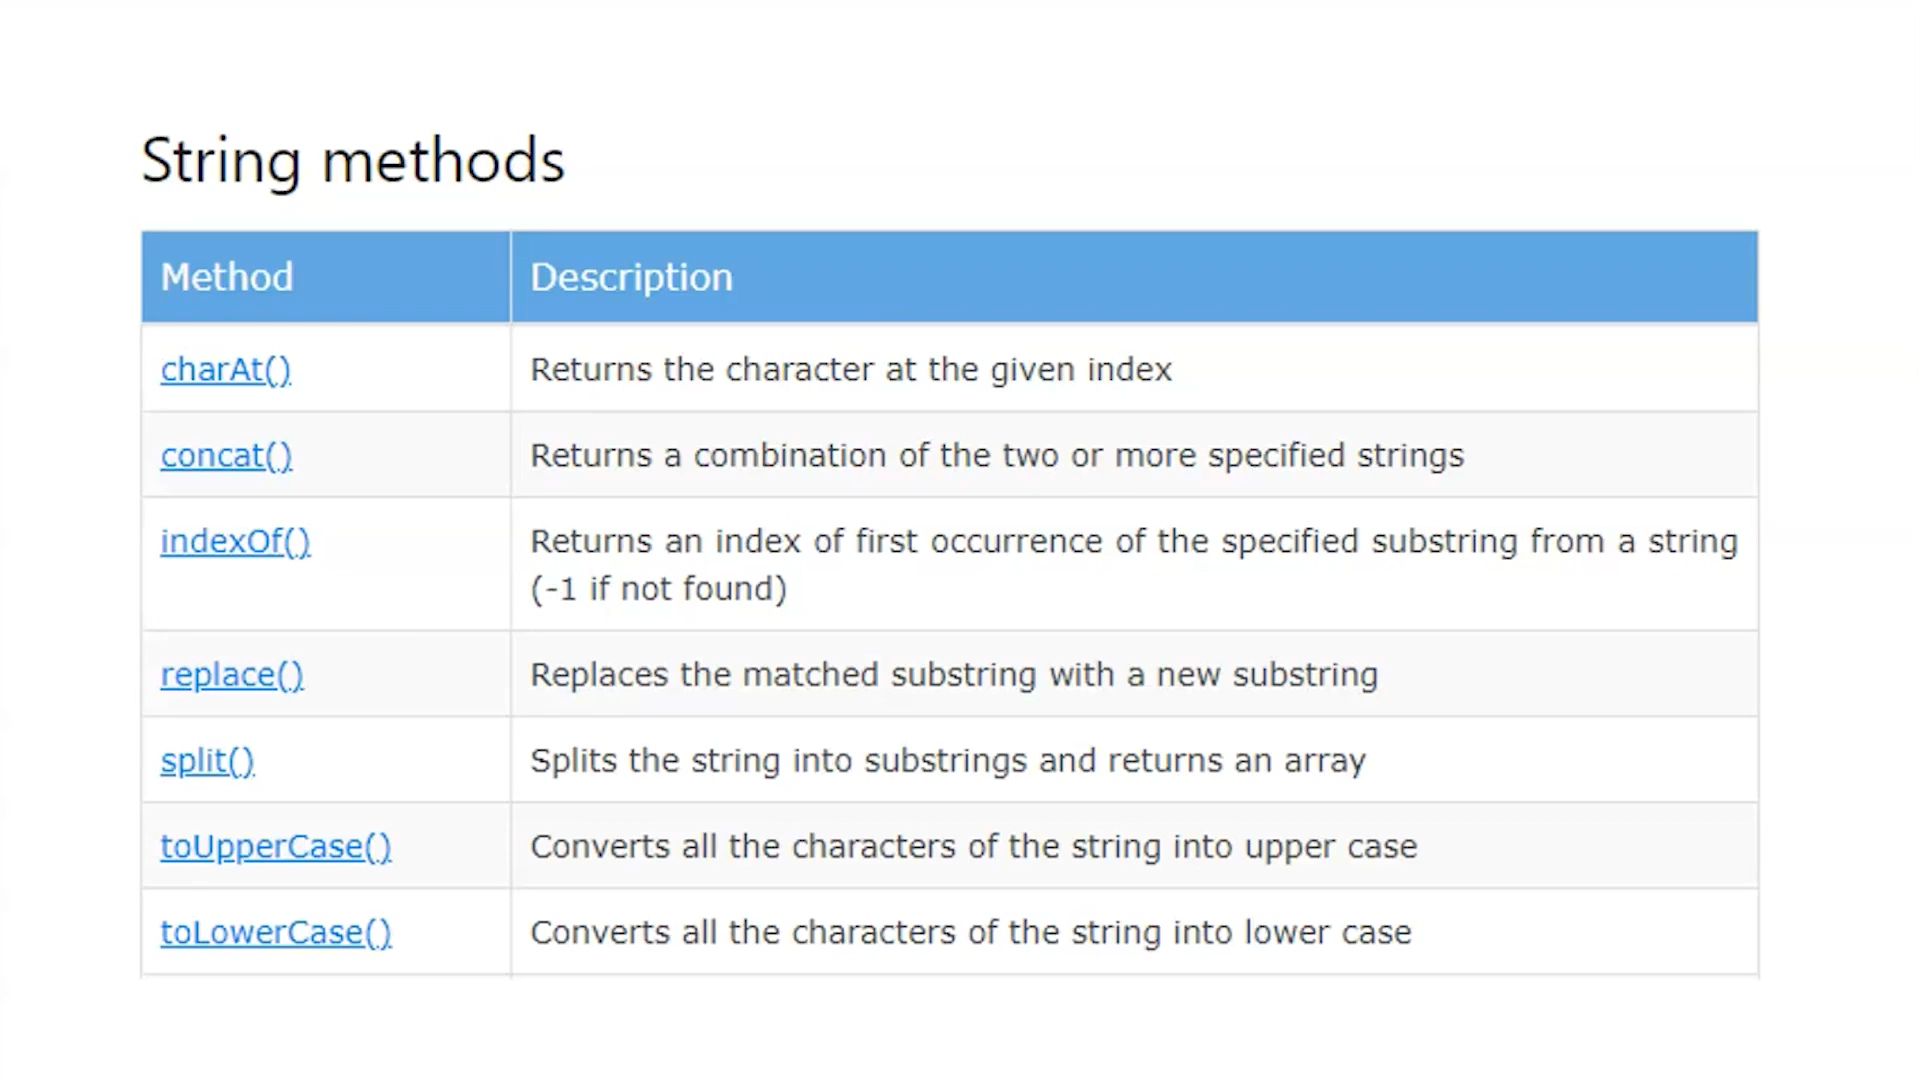 String methods
Method Description
charAt() Returns the character at the given index
concat() Returns a combination of the two or more specified strings
indexOf() Returns an index of first occurrence of the specified substring from a string
(-1 if not found)
replace() Replaces the matched substring with a new substring
split() Splits the string into substrings and returns an array
toUpperCase() Converts all the characters of the string into upper case
toLowerCase() Converts all the characters of the string into lower case